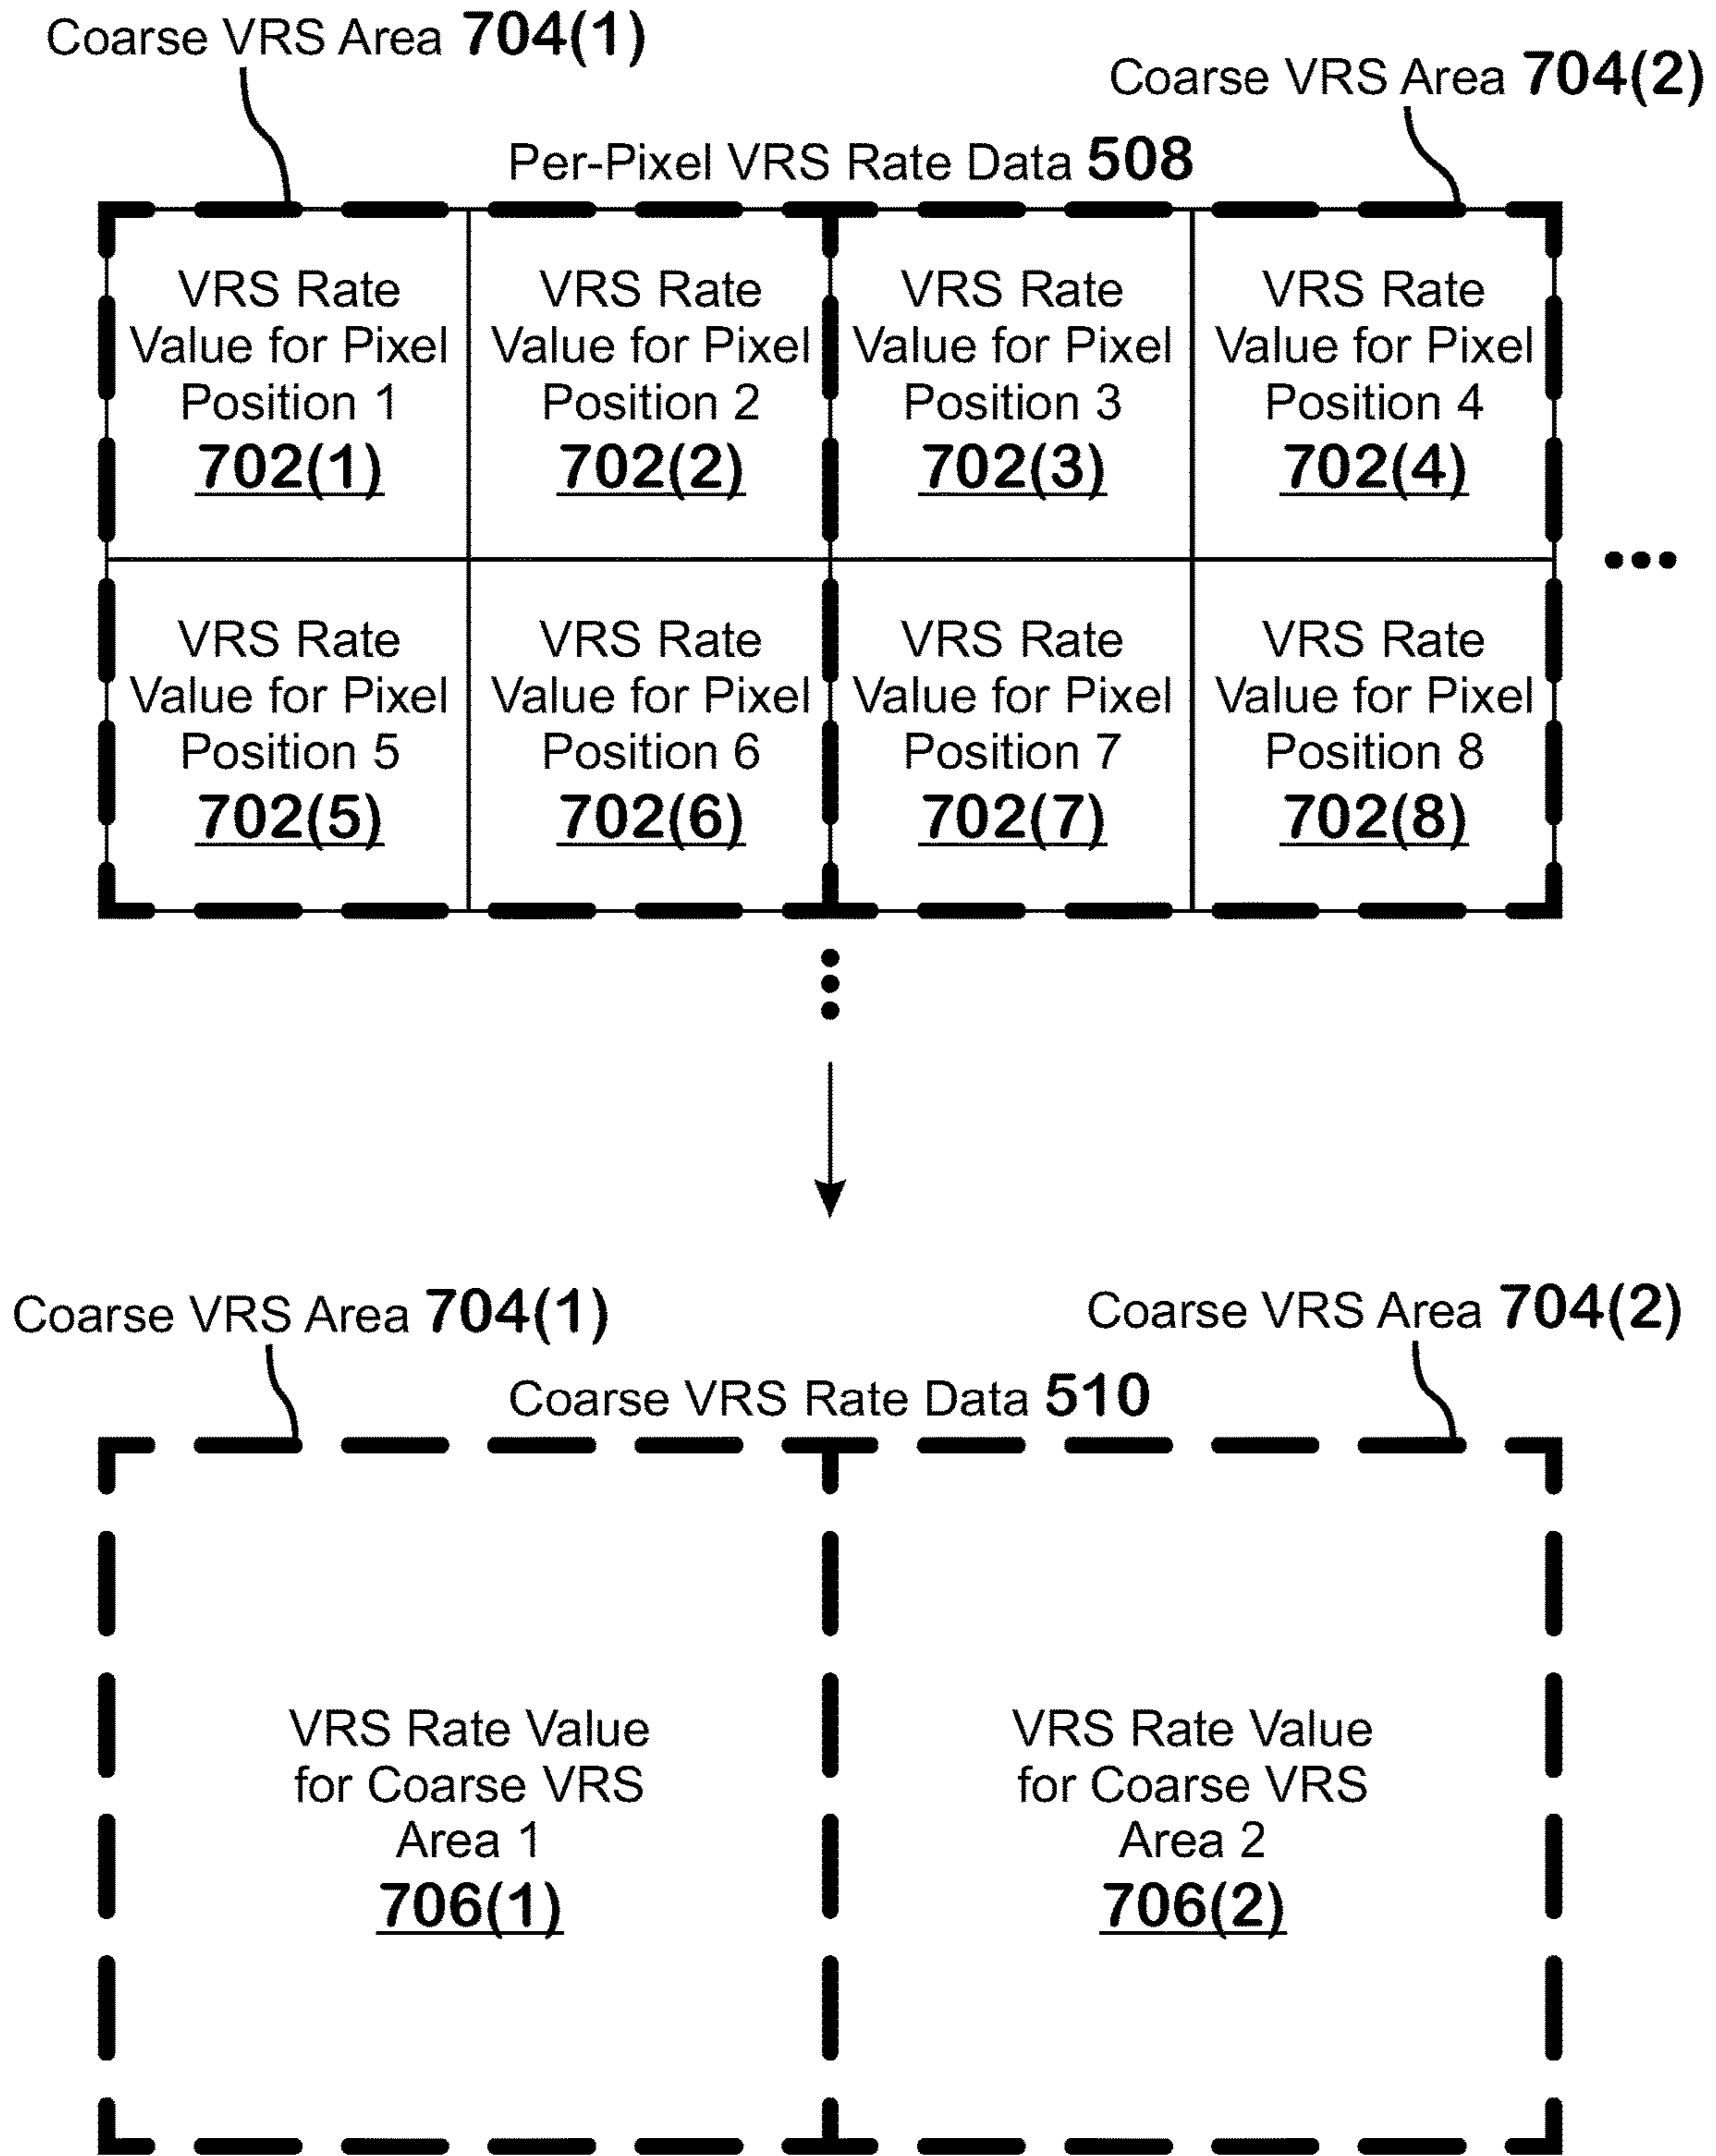 Coarse VRS Area 704(1)
Coarse VRS Area 704(2)
Per-Pixel VRS Rate Data 508
VRS Rate
Value for Pixel
Position 1
702(1)
VRS Rate
Value for Pixel
Position 2
702(2)
VRS Rate
Value for Pixel
Position 3
702(3)
VRS Rate
Value for Pixel
Position 4
702(4)
VRS Rate
Value for Pixel
Position 5
702(5)
VRS Rate
Value for Pixel
Position 6
702(6)
VRS Rate
Value for Pixel
Position 7
702(7)
VRS Rate
Value for Pixel
Position 8
702(8)
Coarse VRS Area 704(1)
Coarse VRS Area 704(2)
Coarse VRS Rate Data 510
VRS Rate Value
for Coarse VRS
Area 1
706(1)
VRS Rate Value
for Coarse VRS
Area 2
706(2)